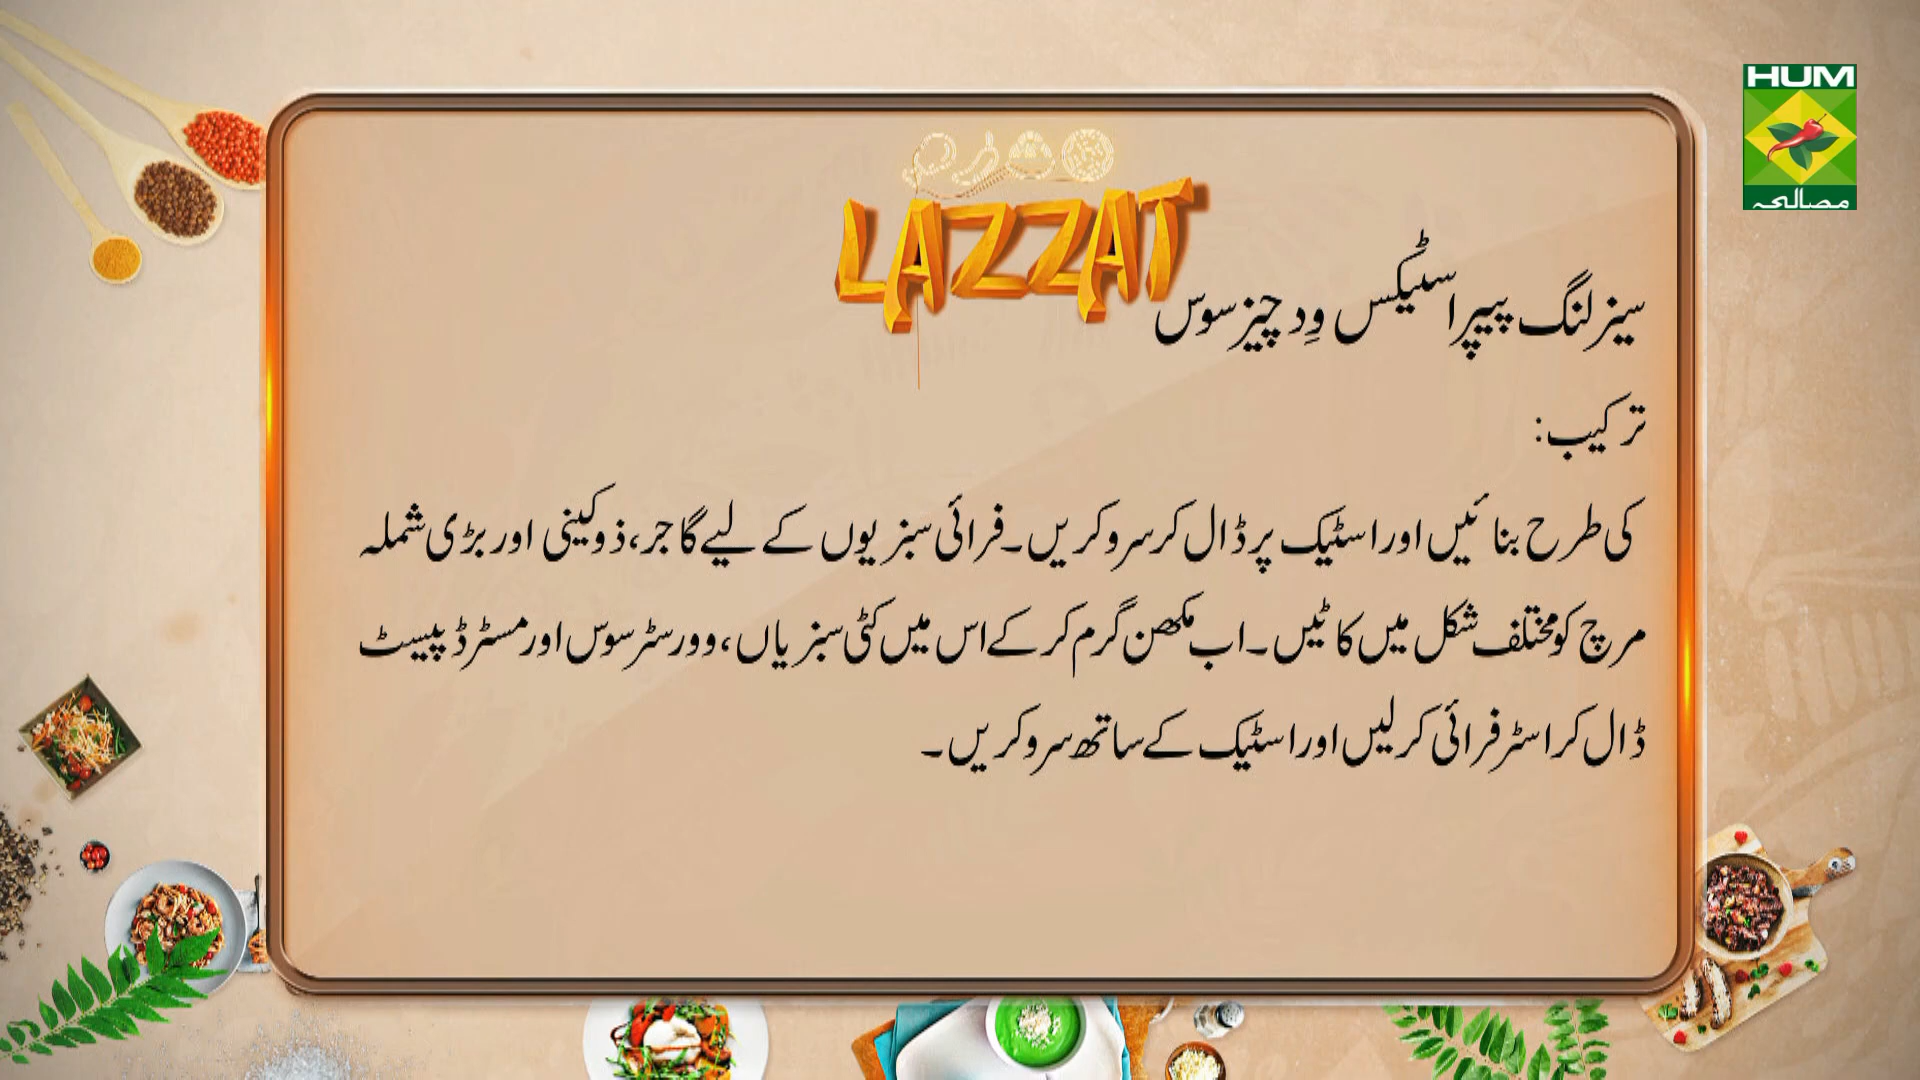 HUM
مصالحہ
LAZZAT
سیزلنگ پیپر اسٹیکس وِد چیز سوس
ترکیب:
کی طرح بنائیں اور اسٹیک پر ڈال کر سرو کریں۔ فرائی سبزیوں کے لیے گاجر، ذوکینی اور بڑی شملہ
مرچ کو مختلف شکل میں کاٹیں۔ اب مکھن گرم کر کے اس میں کٹی سبزیاں، وورسٹر سوس اور مسٹرڈ پیسٹ
ڈال کر اسٹر فرائی کر لیں اور اسٹیک کے ساتھ سرو کریں۔